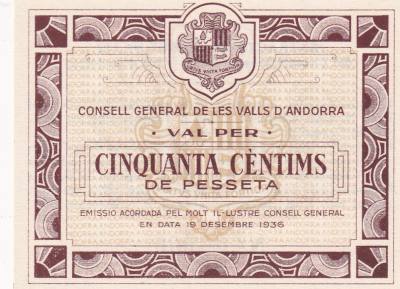 CONSELL GENERAL DE LES VALLS D'ANDORRA
· VAL PER ·
CINQUANTA CÈNTIMS
DE PESSETA
EMISSIO ACORDADA PEL MOLT IL-LUSTRE CONSELL GENERAL
EN DATA 19 DESEMBRE 1936